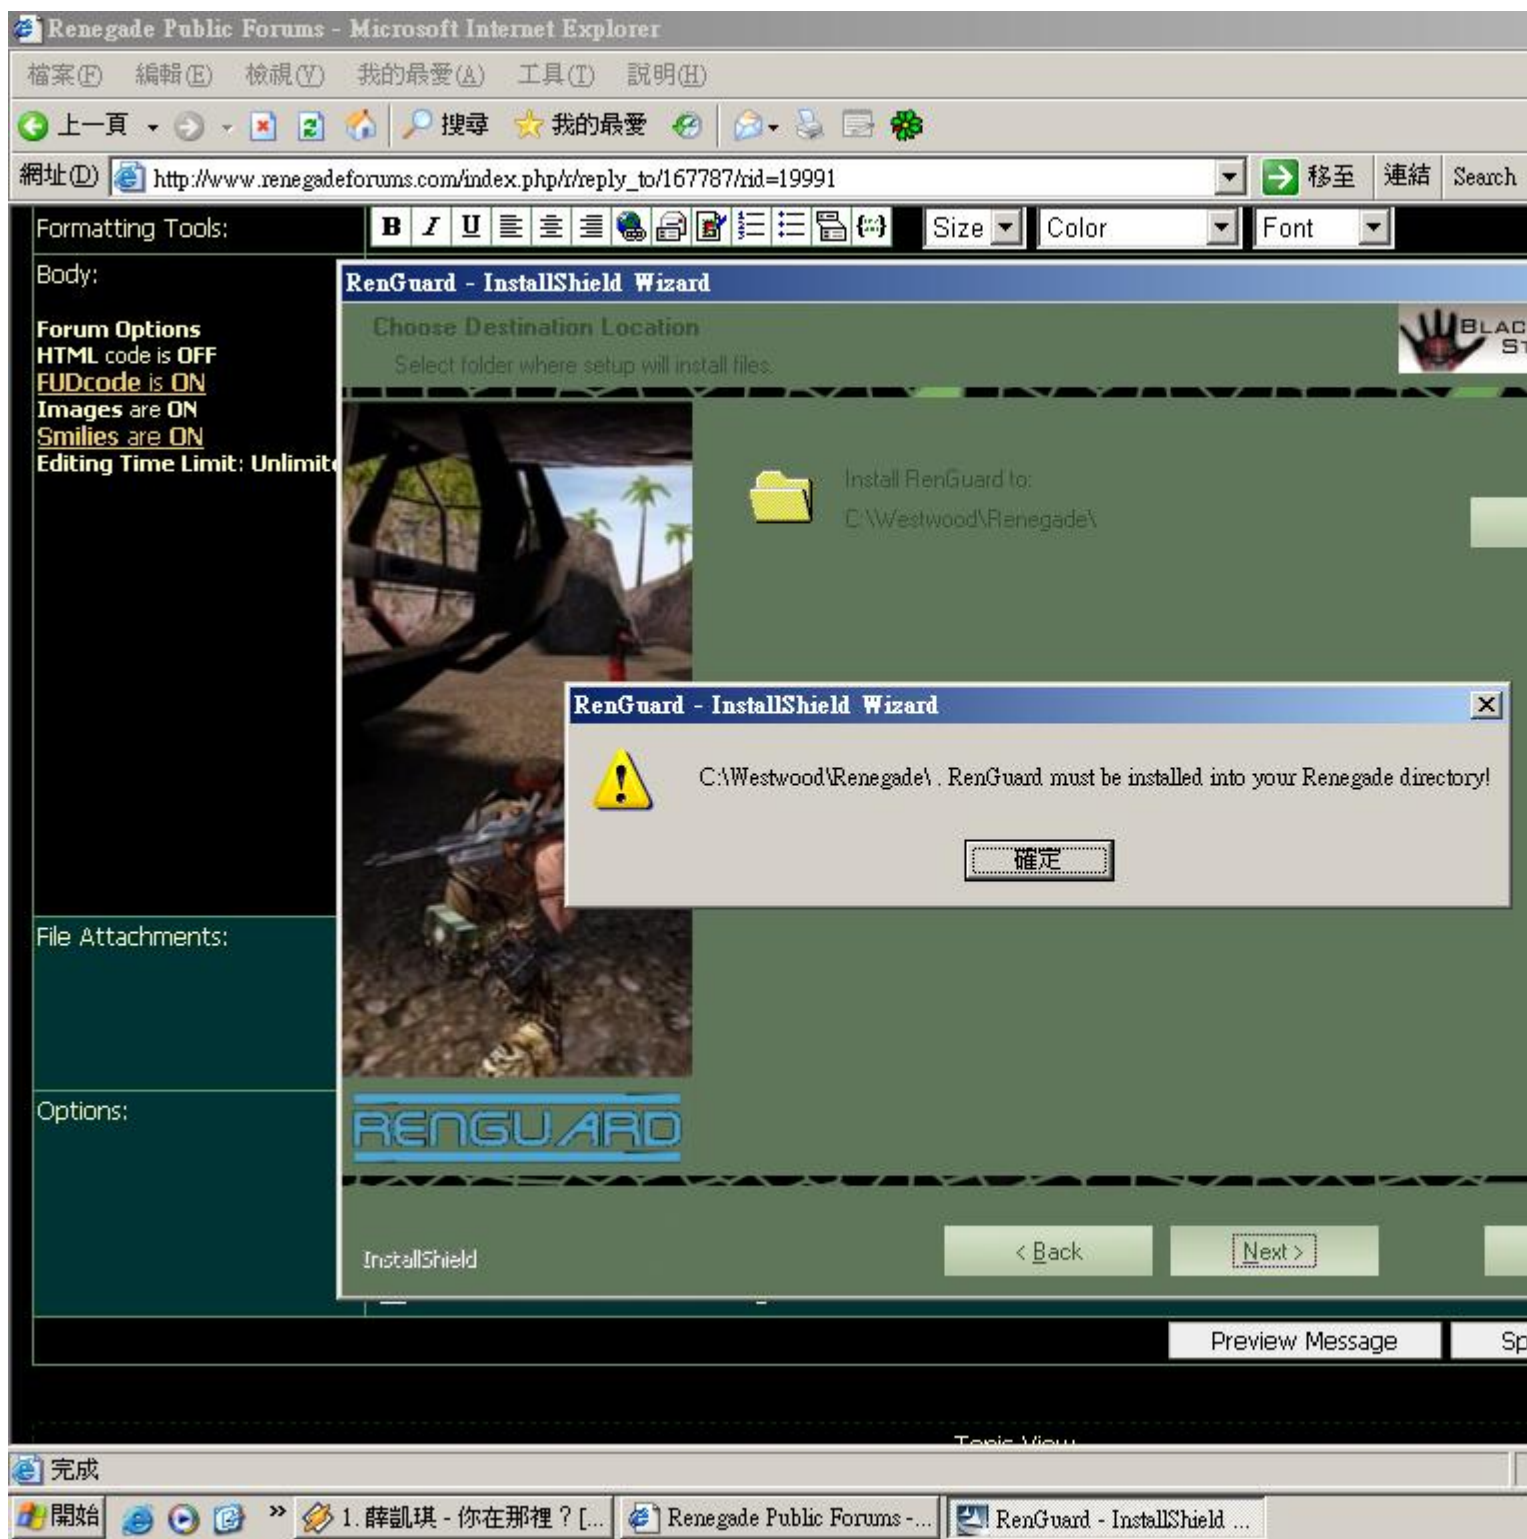 Renegade Public Forums - Microsoft Internet Explorer
檔案(F) 編輯(E) 檢視(V) 我的最愛(A) 工具(T) 說明(H)
上一頁 搜尋 我的最愛
網址(D) http://www.renegadeforums.com/index.php/r/reply_to/167787/rid=19991 移至 連結 Search
Formatting Tools: B I U Size Color Font
Body:
Forum Options
HTML code is OFF
FUDcode is ON
Images are ON
Smilies are ON
Editing Time Limit: Unlimite
RenGuard - InstallShield Wizard
Choose Destination Location
Select folder where setup will install files.
BLAC
ST
Install RenGuard to:
C:\Westwood\Renegade\
RenGuard - InstallShield Wizard
C:\Westwood\Renegade\ . RenGuard must be installed into your Renegade directory!
確定
File Attachments:
Options:
RENGUARD
InstallShield
< Back Next >
Preview Message Sp
Topic View
完成
開始 » 1. 薛凱琪 - 你在那裡？[... Renegade Public Forums -... RenGuard - InstallShield ...